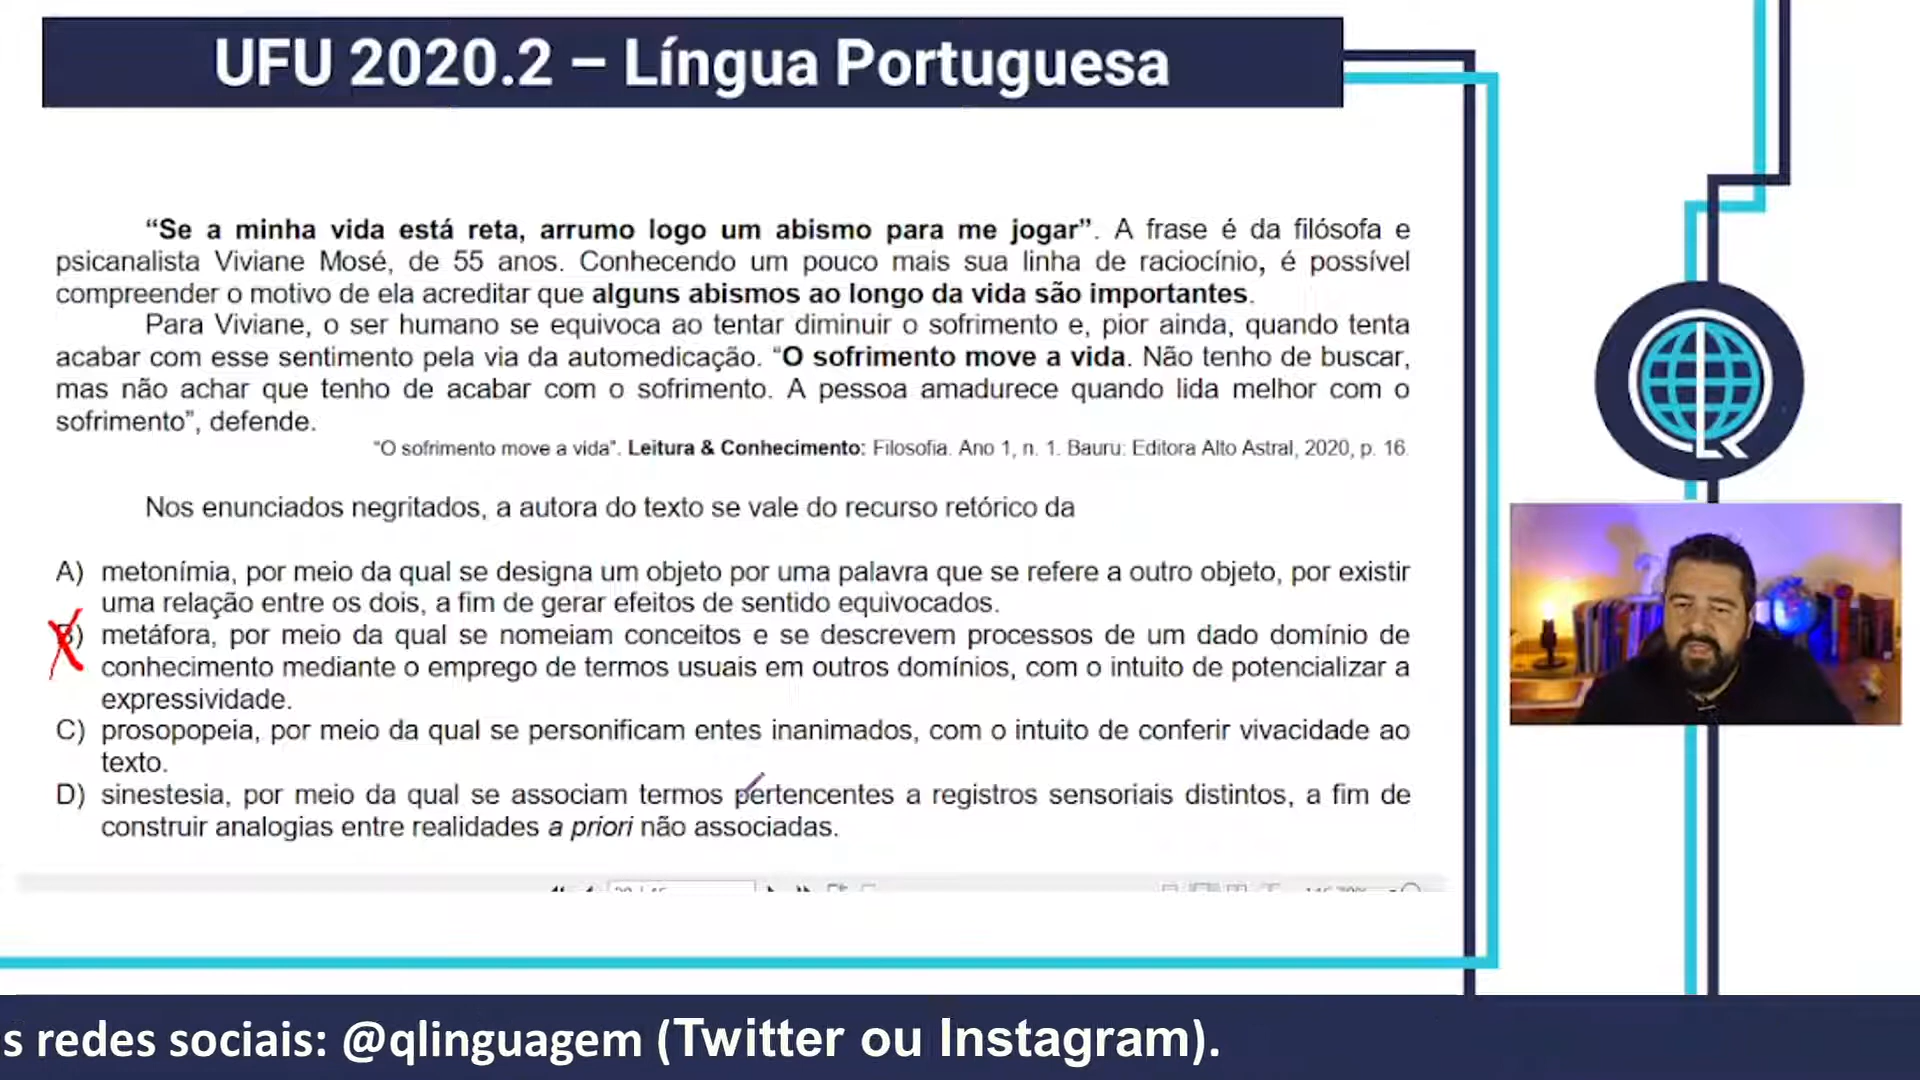 UFU 2020.2 – Língua Portuguesa
“Se a minha vida está reta, arrumo logo um abismo para me jogar”. A frase é da filósofa e
psicanalista Viviane Mosé, de 55 anos. Conhecendo um pouco mais sua linha de raciocínio, é possível
compreender o motivo de ela acreditar que alguns abismos ao longo da vida são importantes.
Para Viviane, o ser humano se equivoca ao tentar diminuir o sofrimento e, pior ainda, quando tenta
acabar com esse sentimento pela via da automedicação. “O sofrimento move a vida. Não tenho de buscar,
mas não achar que tenho de acabar com o sofrimento. A pessoa amadurece quando lida melhor com o
sofrimento”, defende.
“O sofrimento move a vida”. Leitura & Conhecimento: Filosofia. Ano 1, n. 1. Bauru: Editora Alto Astral, 2020, p. 16.
Nos enunciados negritados, a autora do texto se vale do recurso retórico da
A) metonímia, por meio da qual se designa um objeto por uma palavra que se refere a outro objeto, por existir
uma relação entre os dois, a fim de gerar efeitos de sentido equivocados.
B) metáfora, por meio da qual se nomeiam conceitos e se descrevem processos de um dado domínio de
conhecimento mediante o emprego de termos usuais em outros domínios, com o intuito de potencializar a
expressividade.
C) prosopopeia, por meio da qual se personificam entes inanimados, com o intuito de conferir vivacidade ao
texto.
D) sinestesia, por meio da qual se associam termos pertencentes a registros sensoriais distintos, a fim de
construir analogias entre realidades a priori não associadas.
s redes sociais: @qlinguagem (Twitter ou Instagram).